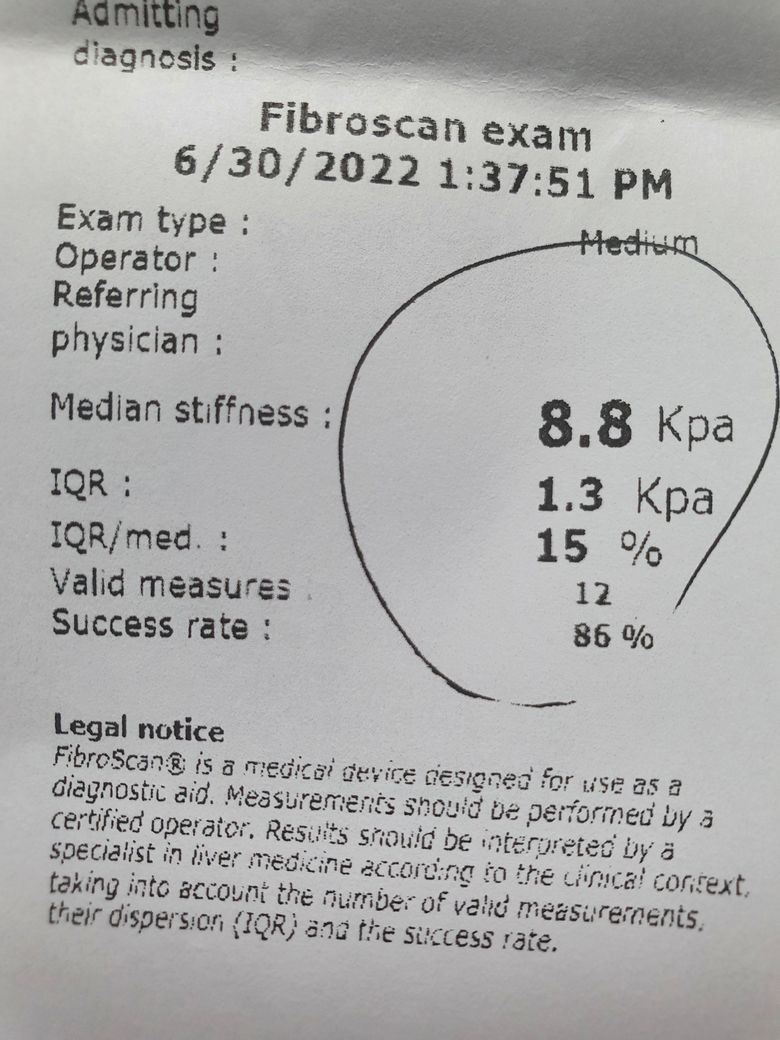 Admitting
diagnosis :
Fibroscan exam
6/30/2022 1:37:51 PM
Exam type : Medium
Operator :
Referring
physician :
Median stiffness : 8.8 Kpa
IQR : 1.3 Kpa
IQR/med. : 15 %
Valid measures 12
Success rate : 86 %
Legal notice
FibroScan® is a medical device designed for use as a
diagnostic aid. Measurements should be performed by a
certified operator. Results should be interpreted by a
specialist in liver medicine according to the clinical context,
taking into account the number of valid measurements,
their dispersion (IQR) and the success rate.